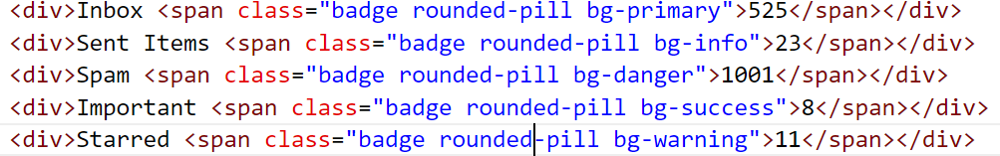 <div>Inbox <span class="badge rounded-pill bg-primary">525</span></div>
<div>Sent Items <span class="badge rounded-pill bg-info">23</span></div>
<div>Spam <span class="badge rounded-pill bg-danger">1001</span></div>
<div>Important <span class="badge rounded-pill bg-success">8</span></div>
<div>Starred <span class="badge rounded-pill bg-warning">11</span></div>